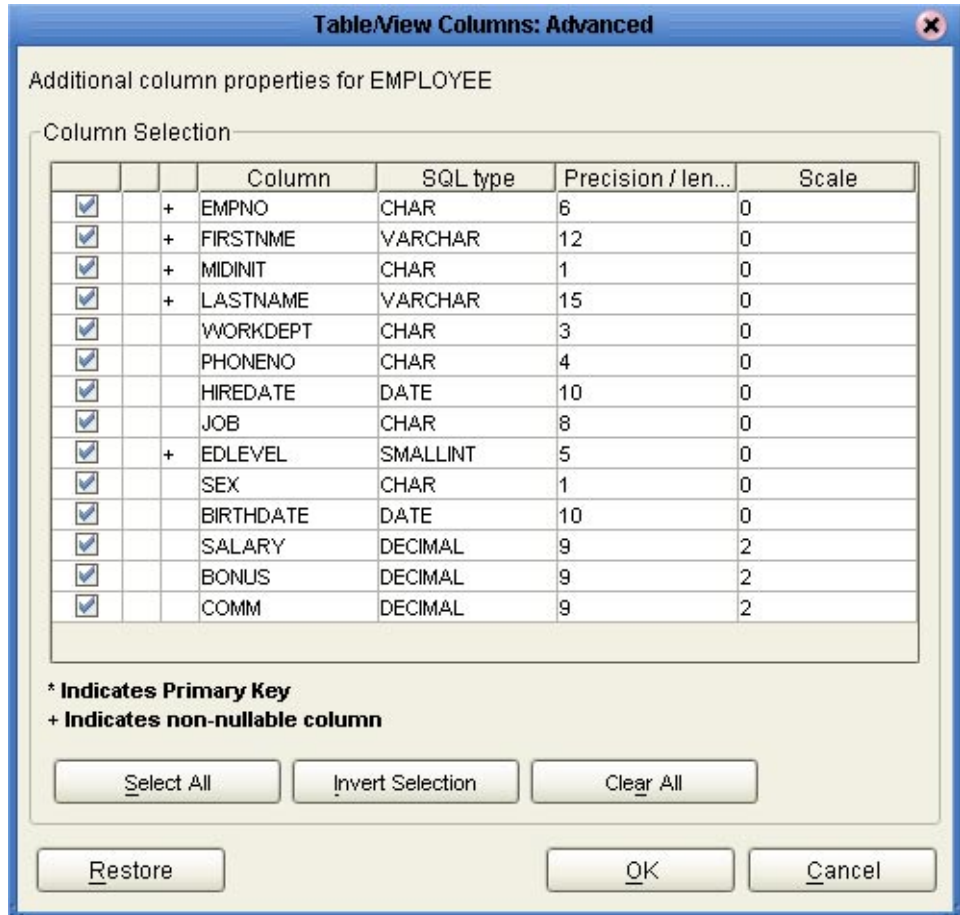 Table/View Columns: Advanced
Additional column properties for EMPLOYEE
Column Selection
Column SQL type Precision / len... Scale
+ EMPNO CHAR 6 0
+ FIRSTNME VARCHAR 12 0
+ MIDINIT CHAR 1 0
+ LASTNAME VARCHAR 15 0
WORKDEPT CHAR 3 0
PHONENO CHAR 4 0
HIREDATE DATE 10 0
JOB CHAR 8 0
+ EDLEVEL SMALLINT 5 0
SEX CHAR 1 0
BIRTHDATE DATE 10 0
SALARY DECIMAL 9 2
BONUS DECIMAL 9 2
COMM DECIMAL 9 2
* Indicates Primary Key
+ Indicates non-nullable column
Select All Invert Selection Clear All
Restore OK Cancel